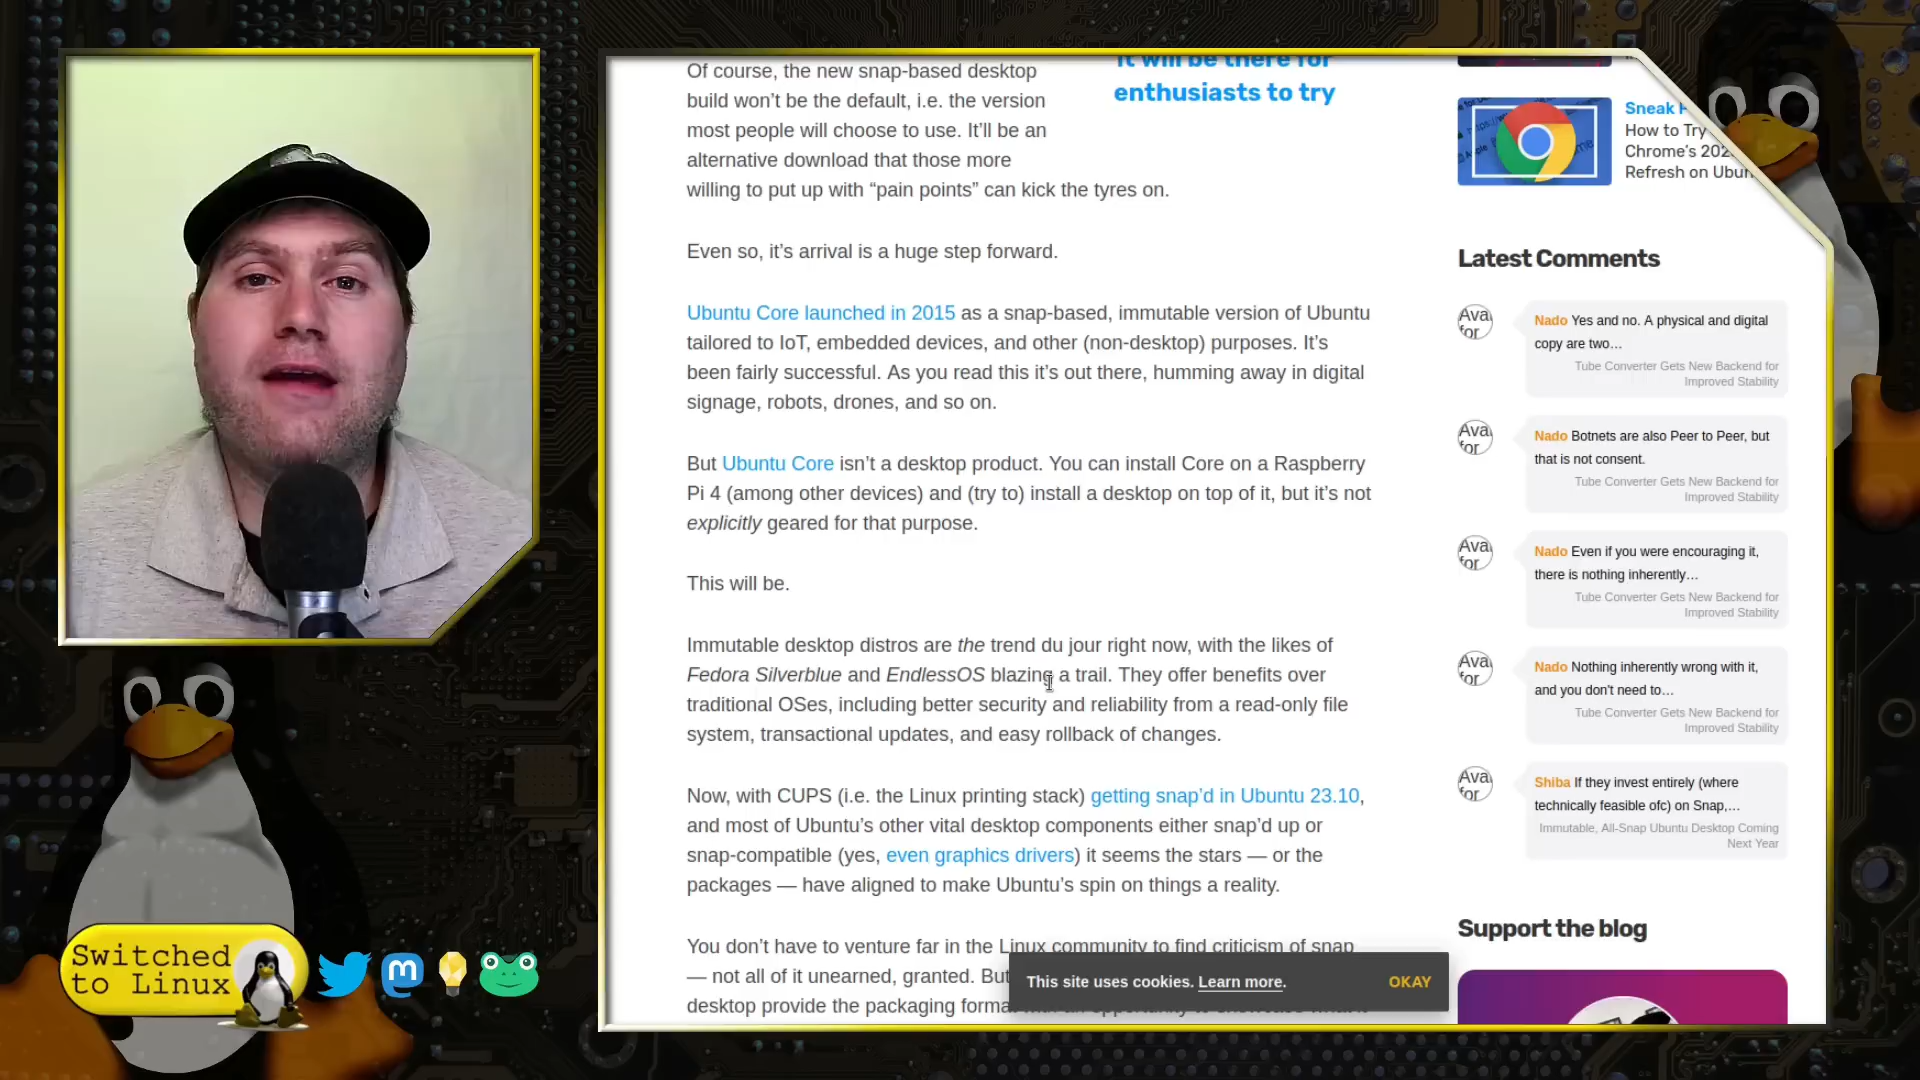 Of course, the new snap-based desktop
build won’t be the default, i.e. the version
most people will choose to use. It’ll be an
alternative download that those more
willing to put up with “pain points” can kick the tyres on.
It will be there for
enthusiasts to try
Even so, it’s arrival is a huge step forward.
Ubuntu Core launched in 2015 as a snap-based, immutable version of Ubuntu
tailored to IoT, embedded devices, and other (non-desktop) purposes. It’s
been fairly successful. As you read this it’s out there, humming away in digital
signage, robots, drones, and so on.
But Ubuntu Core isn’t a desktop product. You can install Core on a Raspberry
Pi 4 (among other devices) and (try to) install a desktop on top of it, but it’s not
explicitly geared for that purpose.
This will be.
Immutable desktop distros are the trend du jour right now, with the likes of
Fedora Silverblue and EndlessOS blazing a trail. They offer benefits over
traditional OSes, including better security and reliability from a read-only file
system, transactional updates, and easy rollback of changes.
Now, with CUPS (i.e. the Linux printing stack) getting snap’d in Ubuntu 23.10,
and most of Ubuntu’s other vital desktop components either snap’d up or
snap-compatible (yes, even graphics drivers) it seems the stars — or the
packages — have aligned to make Ubuntu’s spin on things a reality.
You don’t have to venture far in the Linux community to find criticism of snap
— not all of it unearned, granted. But
desktop provide the packaging forma
This site uses cookies. Learn more.
OKAY
Sneak P
How to Try
Chrome’s 202
Refresh on Ubun
Latest Comments
Ava
for
Nado Yes and no. A physical and digital
copy are two…
Tube Converter Gets New Backend for
Improved Stability
Ava
for
Nado Botnets are also Peer to Peer, but
that is not consent.
Tube Converter Gets New Backend for
Improved Stability
Ava
for
Nado Even if you were encouraging it,
there is nothing inherently…
Tube Converter Gets New Backend for
Improved Stability
Ava
for
Nado Nothing inherently wrong with it,
and you don't need to…
Tube Converter Gets New Backend for
Improved Stability
Ava
for
Shiba If they invest entirely (where
technically feasible ofc) on Snap,…
Immutable, All-Snap Ubuntu Desktop Coming
Next Year
Support the blog
Switched
to Linux